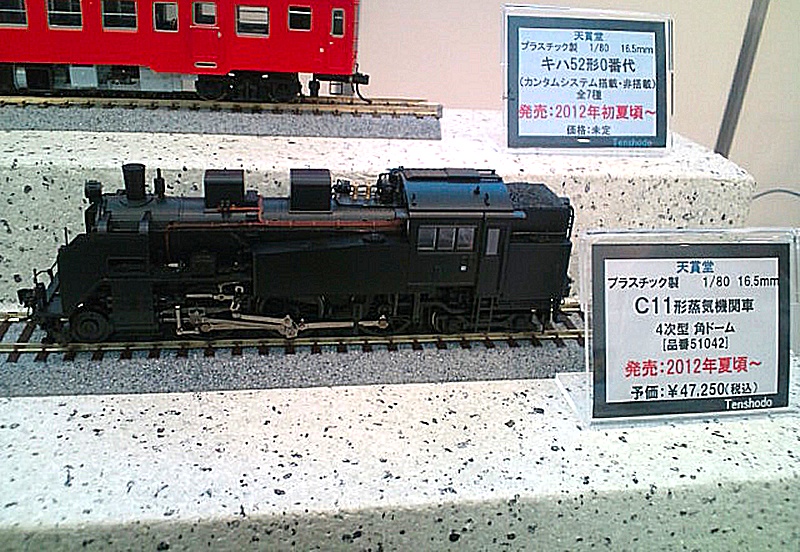 天賞堂
プラスチック製 1/80 16.5mm
キハ52形0番代
(カンタムシステム搭載・非搭載)
全7種
発売:2012年初夏頃～
価格:未定
Tenshodo
天賞堂
プラスチック製 1/80 16.5mm
C11形蒸気機関車
4次型 角ドーム
[品番51042]
発売:2012年夏頃～
予価:¥47,250(税込)
Tenshodo